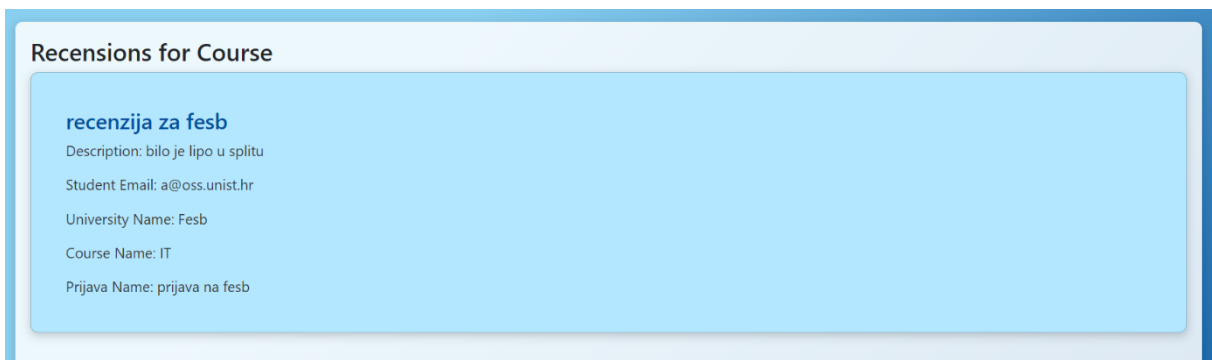 Recensions for Course
recenzija za fesb
Description: bilo je lipo u splitu
Student Email: a@oss.unist.hr
University Name: Fesb
Course Name: IT
Prijava Name: prijava na fesb